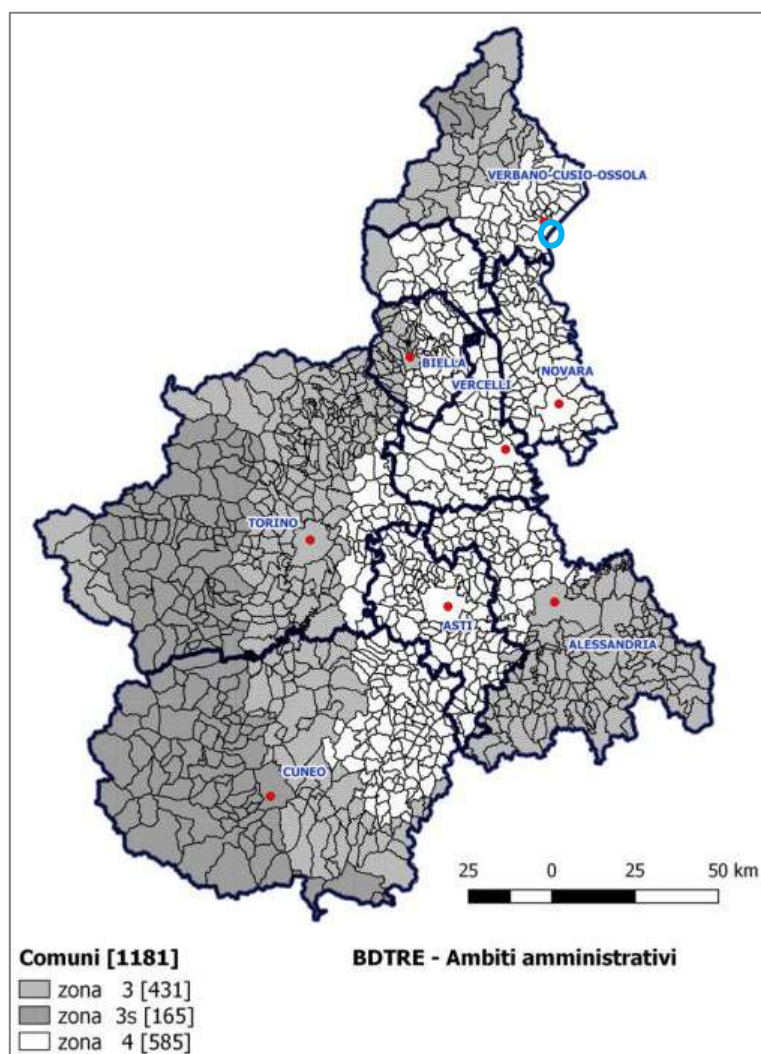 VERBANO-CUSIO-OSSOLA
BIELLA
VERCELLI
NOVARA
TORINO
ASTI
ALESSANDRIA
CUNEO
25 0 25 50 km
Comuni [1181]
BDTRE - Ambiti amministrativi
zona 3 [431]
zona 3s [165]
zona 4 [585]